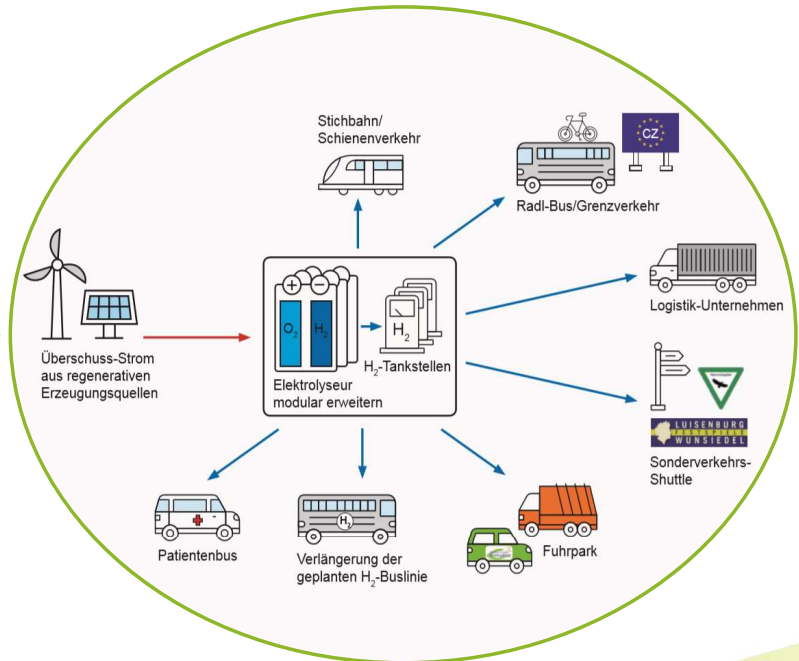 Stichbahn/
Schienenverkehr
CZ
Radl-Bus/Grenzverkehr
Logistik-Unternehmen
Überschuss-Strom
aus regenerativen
Erzeugungsquellen
+ −
O₂ H₂
H₂
H₂-Tankstellen
Elektrolyseur
modular erweitern
LUISENBURG
FESTSPIELE
WUNSIEDEL
Sonderverkehrs-
Shuttle
Patientenbus
H₂
Verlängerung der
geplanten H₂-Buslinie
Fuhrpark